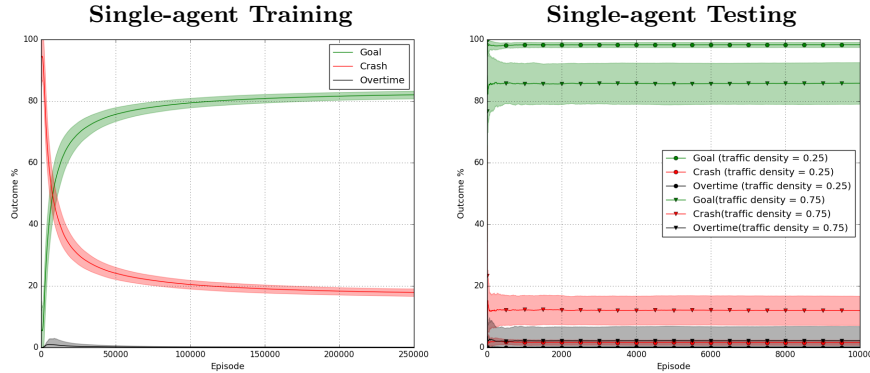 Single-agent Training
Single-agent Testing
100
80
60
40
20
0
Outcome %
0
50000
100000
150000
200000
250000
Episode
Goal
Crash
Overtime
100
80
60
40
20
0
Outcome %
0
2000
4000
6000
8000
10000
Episode
Goal (traffic density = 0.25)
Crash (traffic density = 0.25)
Overtime (traffic density = 0.25)
Goal(traffic density = 0.75)
Crash(traffic density = 0.75)
Overtime(traffic density = 0.75)